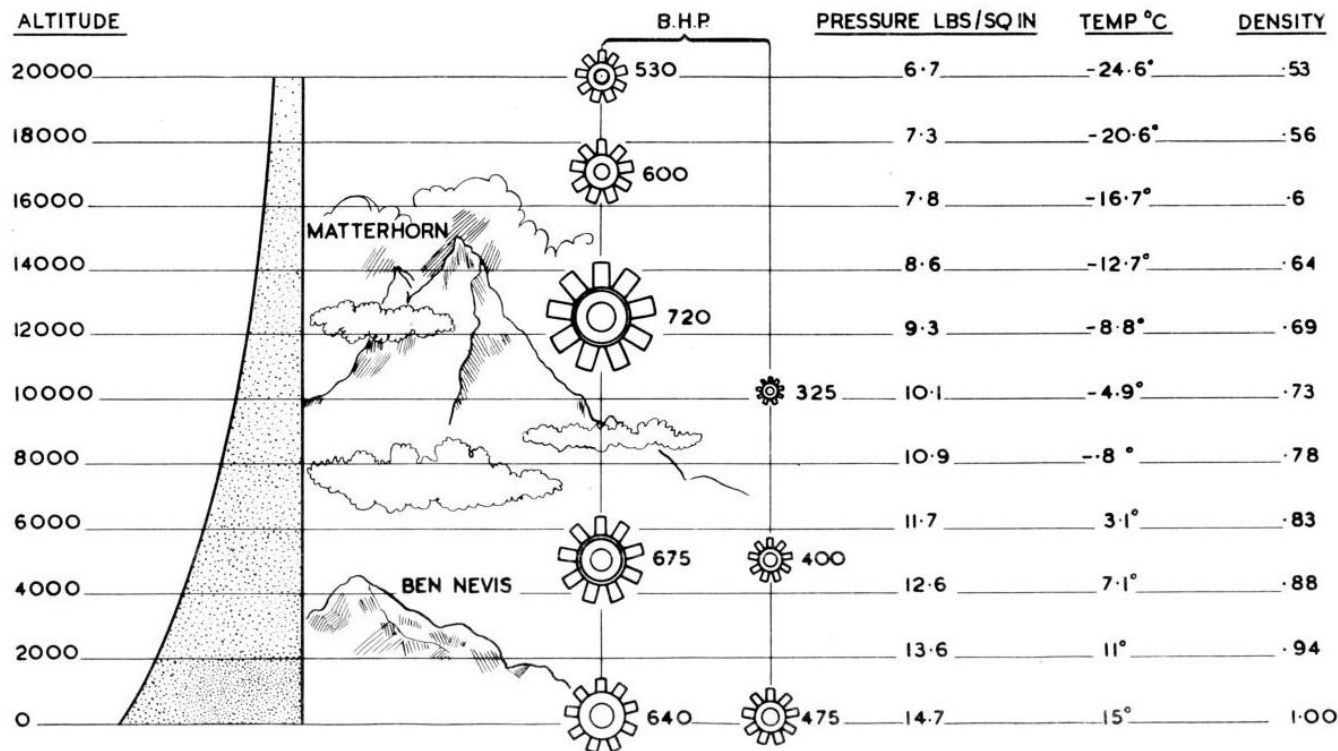 ALTITUDE B.H.P. PRESSURE LBS/SQ IN TEMP °C DENSITY
20000 530 6·7 -24·6° ·53
18000 7·3 -20·6° ·56
600
16000 7·8 -16·7° ·6
MATTERHORN
14000 8·6 -12·7° ·64
12000 720 9·3 -8·8° ·69
10000 325 10·1 -4·9° ·73
8000 10·9 -·8° ·78
6000 11·7 3·1° ·83
675 400
4000 BEN NEVIS 12·6 7·1° ·88
2000 13·6 11° ·94
0 640 475 14·7 15° 1·00